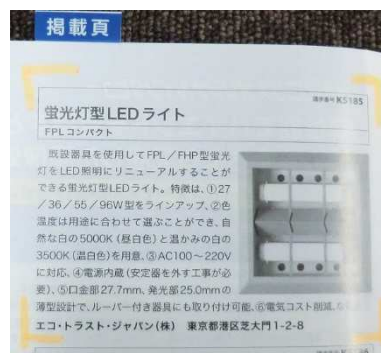 掲載頁
K5185
蛍光灯型LEDライト
FPL コンパクト
既設器具を使用してFPL／FHP型蛍光
灯をLED照明にリニューアルすることが
できる蛍光灯型LEDライト。特徴は、①27
／36／55／96W型をラインアップ、②色
温度は用途に合わせて選ぶことができ、自
然な白の5000K（昼白色）と温かみの白の
3500K（温白色）を用意、③AC100〜220V
に対応、④電源内蔵（安定器を外す工事が必
要）、⑤口金部27.7mm、発光部25.0mmの
薄型設計で、ルーバー付き器具にも取り付け可能、⑥電気コスト削減、
エコ・トラスト・ジャパン（株） 東京都港区芝大門1-2-8